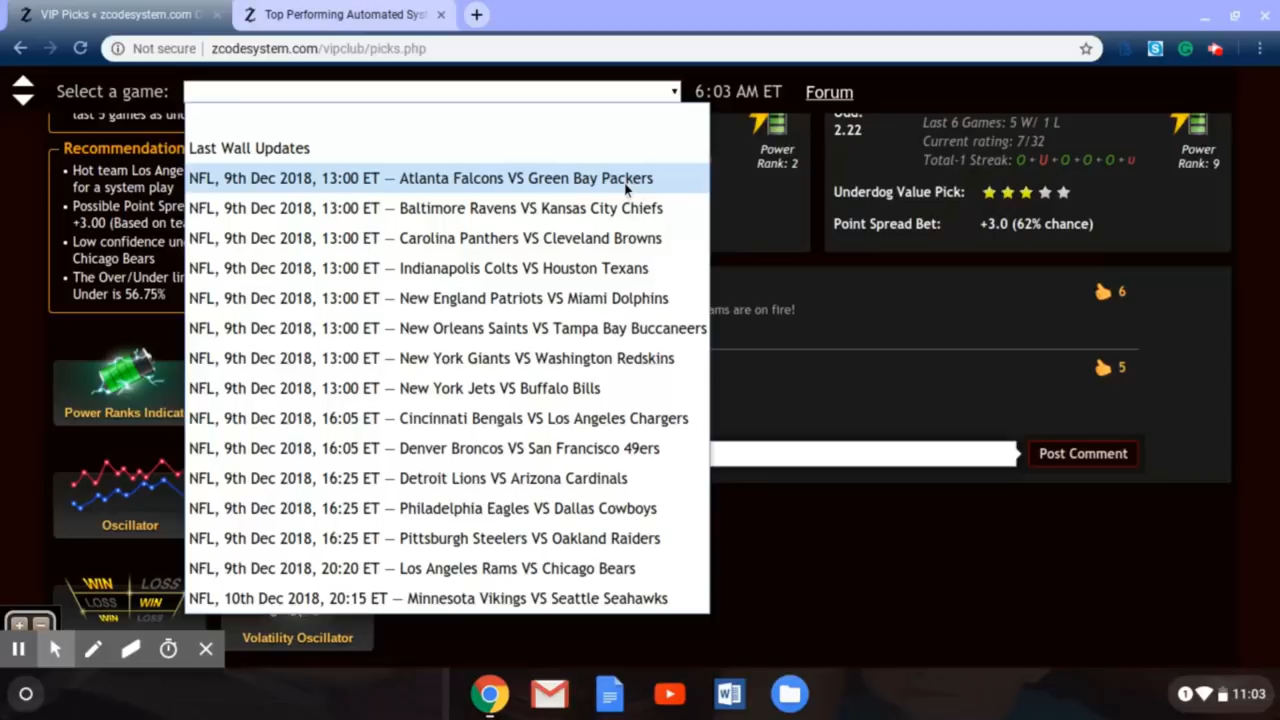 VIP Picks « zcodesystem.com
Top Performing Automated Sys
Not secure
zcodesystem.com/vipclub/picks.php
Select a game:
6:03 AM ET
Forum
last 5 games as und
Recommendation
• Hot team Los Ange
for a system play
• Possible Point Spre
+3.00 (Based on te
• Low confidence un
Chicago Bears
• The Over/Under lin
Under is 56.75%
Power Ranks Indicat
Oscillator
WIN LOSS
LOSS WIN
WIN LOSS
Volatility Oscillator
Last Wall Updates
NFL, 9th Dec 2018, 13:00 ET — Atlanta Falcons VS Green Bay Packers
NFL, 9th Dec 2018, 13:00 ET — Baltimore Ravens VS Kansas City Chiefs
NFL, 9th Dec 2018, 13:00 ET — Carolina Panthers VS Cleveland Browns
NFL, 9th Dec 2018, 13:00 ET — Indianapolis Colts VS Houston Texans
NFL, 9th Dec 2018, 13:00 ET — New England Patriots VS Miami Dolphins
NFL, 9th Dec 2018, 13:00 ET — New Orleans Saints VS Tampa Bay Buccaneers
NFL, 9th Dec 2018, 13:00 ET — New York Giants VS Washington Redskins
NFL, 9th Dec 2018, 13:00 ET — New York Jets VS Buffalo Bills
NFL, 9th Dec 2018, 16:05 ET — Cincinnati Bengals VS Los Angeles Chargers
NFL, 9th Dec 2018, 16:05 ET — Denver Broncos VS San Francisco 49ers
NFL, 9th Dec 2018, 16:25 ET — Detroit Lions VS Arizona Cardinals
NFL, 9th Dec 2018, 16:25 ET — Philadelphia Eagles VS Dallas Cowboys
NFL, 9th Dec 2018, 16:25 ET — Pittsburgh Steelers VS Oakland Raiders
NFL, 9th Dec 2018, 20:20 ET — Los Angeles Rams VS Chicago Bears
NFL, 10th Dec 2018, 20:15 ET — Minnesota Vikings VS Seattle Seahawks
Power
Rank: 2
2.22
Last 6 Games: 5 W/ 1 L
Current rating: 7/32
Total-1 Streak: O + U + O + O + O + U
Power
Rank: 9
Underdog Value Pick:
Point Spread Bet: +3.0 (62% chance)
6
ams are on fire!
5
Post Comment
11:03